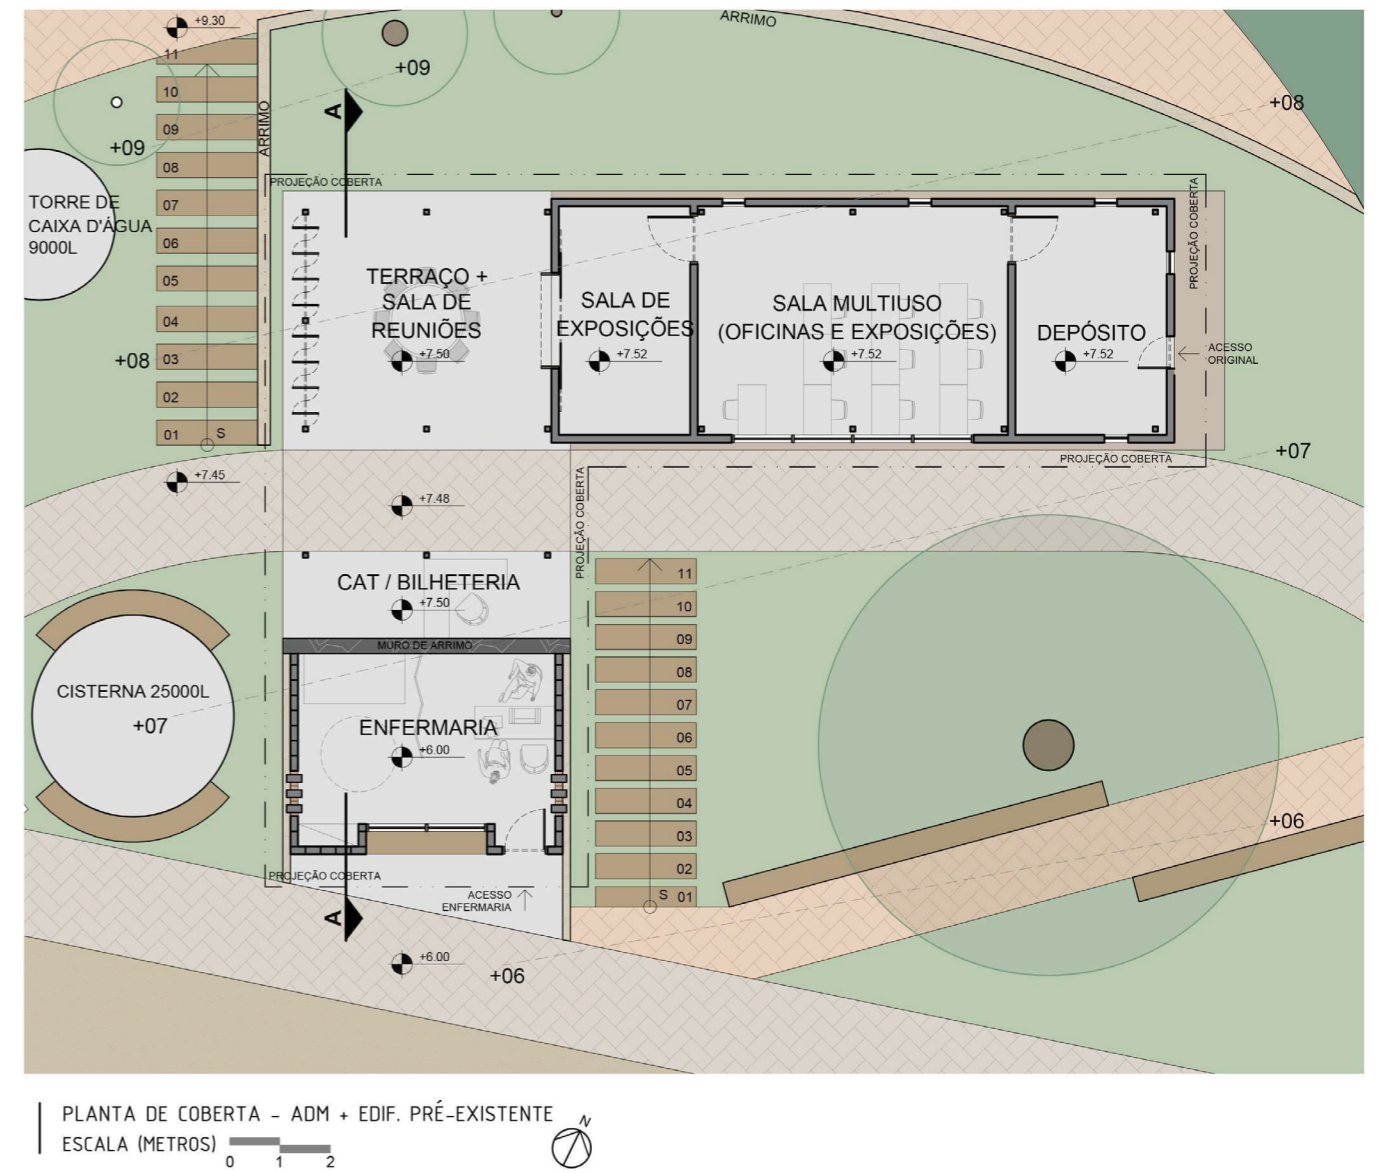 +9.30
ARRIMO
11
+09
10
A
+08
09
ARRIMO
+09
08
PROJEÇÃO COBERTA
PROJEÇÃO COBERTA
TORRE DE
CAIXA D'ÁGUA
9000L
07
06
05
04
03
02
01
S
+08
TERRAÇO +
SALA DE
REUNIÕES
+7.50
SALA DE
EXPOSIÇÕES
+7.52
SALA MULTIUSO
(OFICINAS E EXPOSIÇÕES)
+7.52
DEPÓSITO
+7.52
ACESSO
ORIGINAL
+07
PROJEÇÃO COBERTA
+7.45
+7.48
PROJEÇÃO COBERTA
CAT / BILHETERIA
+7.50
MURO DE ARRIMO
11
10
09
08
07
06
05
04
03
02
S 01
CISTERNA 25000L
+07
ENFERMARIA
+6.00
+06
PROJEÇÃO COBERTA
ACESSO
ENFERMARIA
A
+6.00
+06
PLANTA DE COBERTA - ADM + EDIF. PRÉ-EXISTENTE
N
ESCALA (METROS)
0 1 2